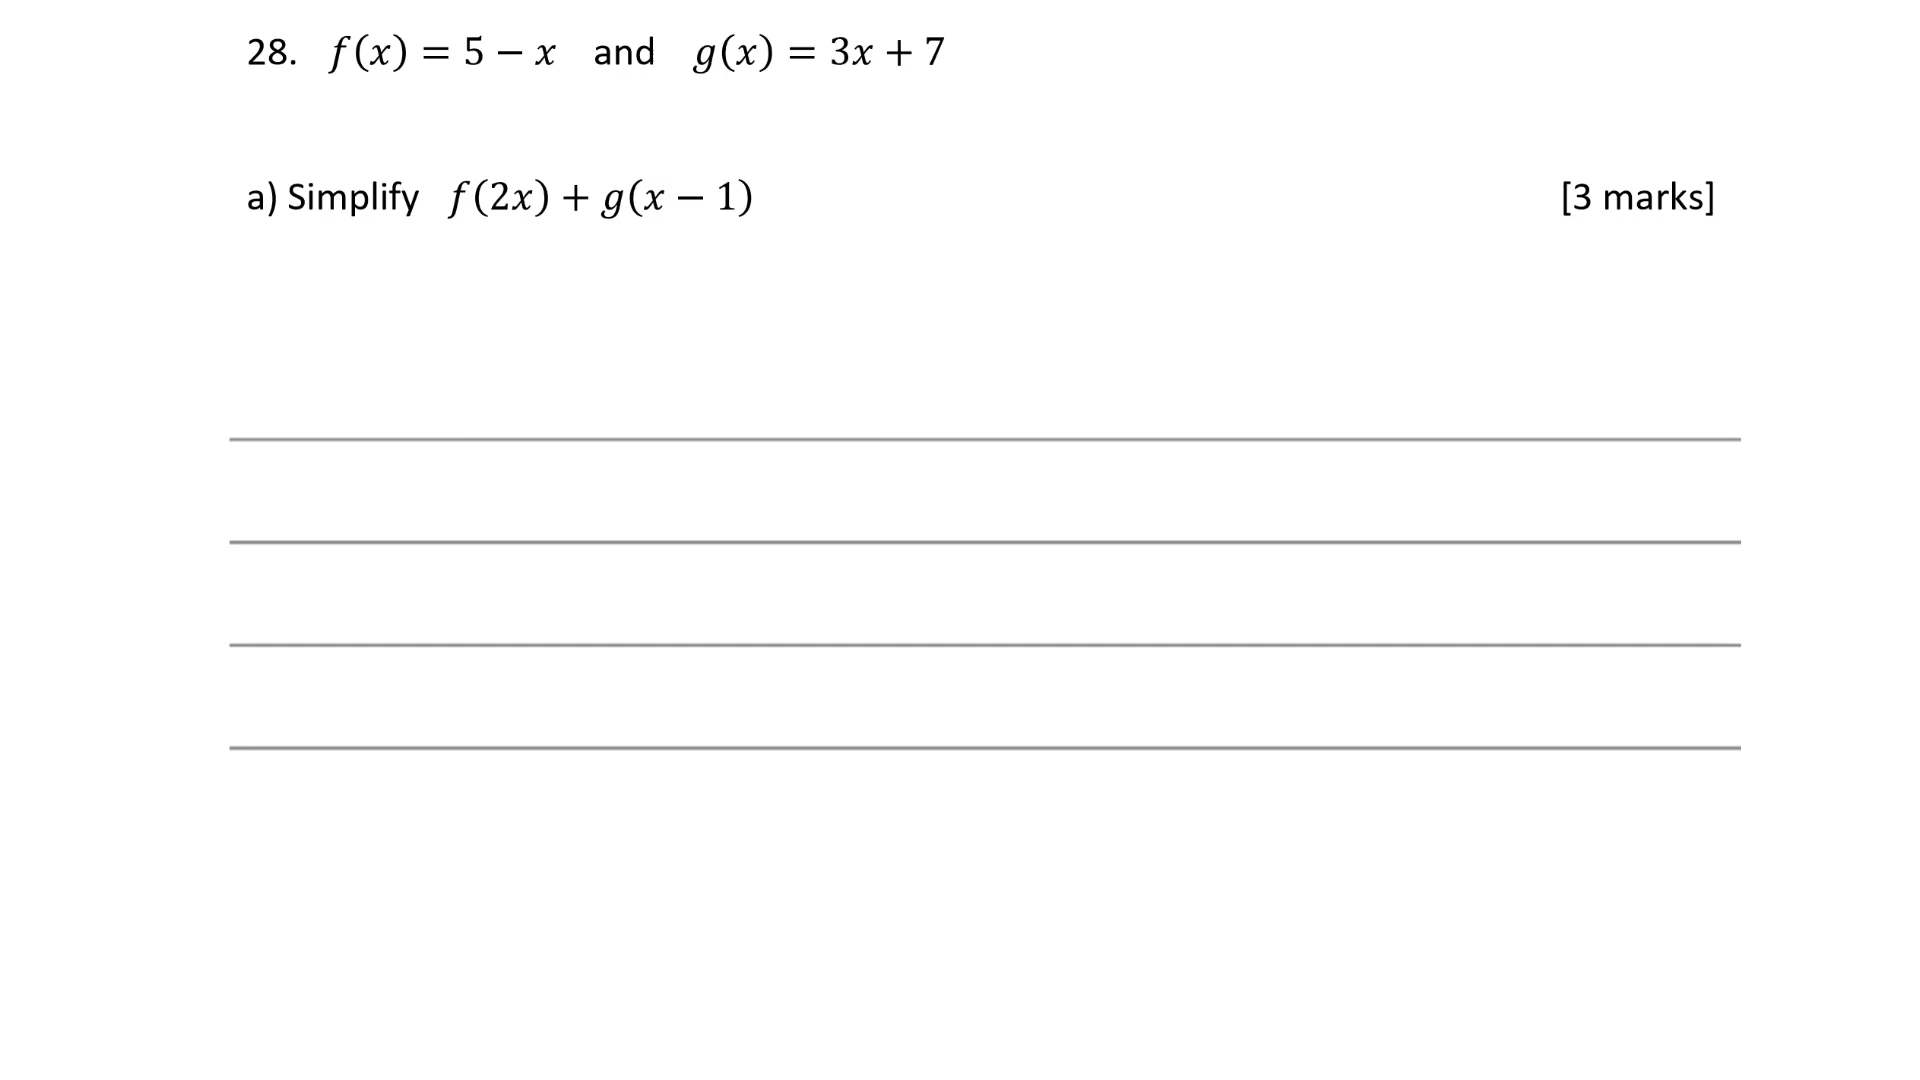 28. f(x) = 5 − x and g(x) = 3x + 7
a) Simplify f(2x) + g(x − 1) [3 marks]